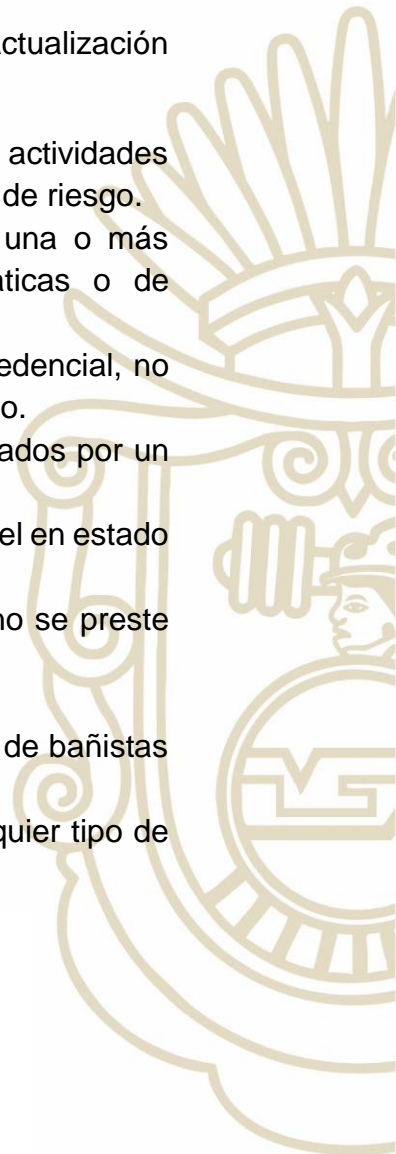 ctualización
actividades
de riesgo.
una o más
áticas o de
edencial, no
o.
ados por un
el en estado
no se preste
de bañistas
quier tipo de